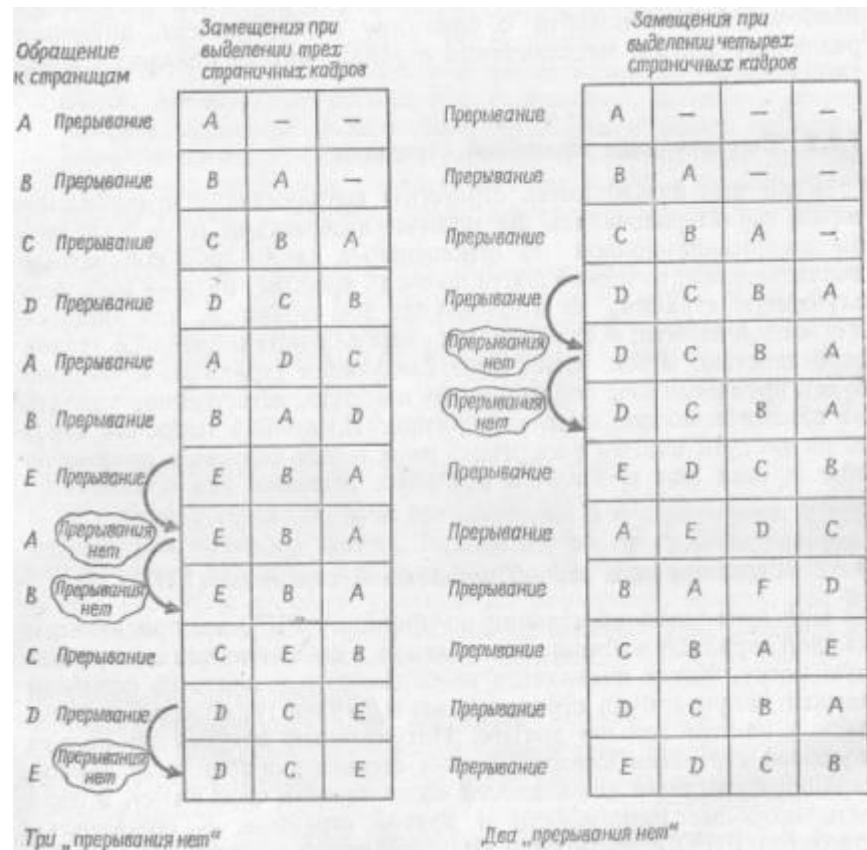 Обращение
к страницам
Замещения при
выделении трех
страничных кадров
Замещения при
выделении четырех
страничных кадров
A Прерывание A — — Прерывание A — — —
B Прерывание B A — Прерывание B A — —
C Прерывание C B A Прерывание C B A —
D Прерывание D C B Прерывание D C B A
A Прерывание A D C Прерывания нет D C B A
B Прерывание B A D Прерывания нет D C B A
E Прерывание E B A Прерывание E D C B
A Прерывания нет E B A Прерывание A E D C
B Прерывания нет E B A Прерывание B A F D
C Прерывание C E B Прерывание C B A E
D Прерывание D C E Прерывание D C B A
E Прерывания нет D C E Прерывание E D C B
Три „прерывания нет“
Два „прерывания нет“